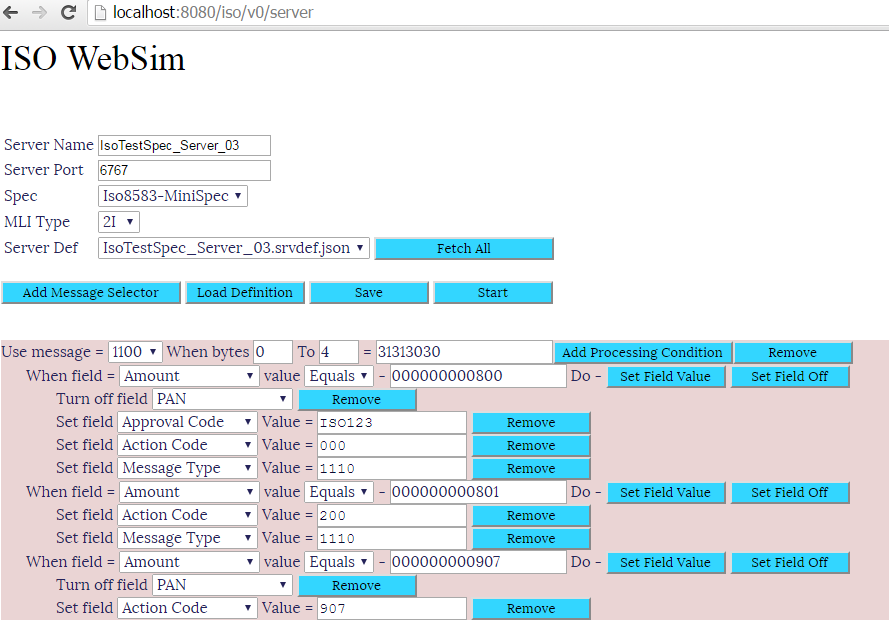 localhost:8080/iso/v0/server
ISO WebSim
Server Name IsoTestSpec_Server_03
Server Port 6767
Spec Iso8583-MiniSpec
MLI Type 2I
Server Def IsoTestSpec_Server_03.srvdef.json Fetch All
Add Message Selector Load Definition Save Start
Use message = 1100 When bytes 0 To 4 = 31313030 Add Processing Condition Remove
When field = Amount value Equals - 000000000800 Do - Set Field Value Set Field Off
Turn off field PAN Remove
Set field Approval Code Value = ISO123 Remove
Set field Action Code Value = 000 Remove
Set field Message Type Value = 1110 Remove
When field = Amount value Equals - 000000000801 Do - Set Field Value Set Field Off
Set field Action Code Value = 200 Remove
Set field Message Type Value = 1110 Remove
When field = Amount value Equals - 000000000907 Do - Set Field Value Set Field Off
Turn off field PAN Remove
Set field Action Code Value = 907 Remove